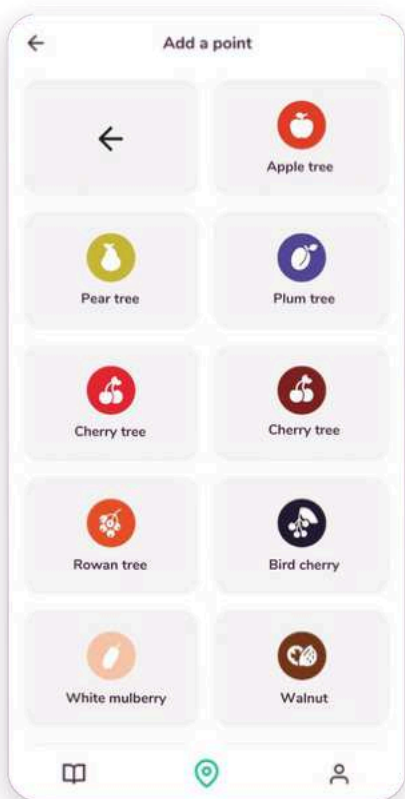 Add a point
Apple tree
Pear tree
Plum tree
Cherry tree
Cherry tree
Rowan tree
Bird cherry
White mulberry
Walnut